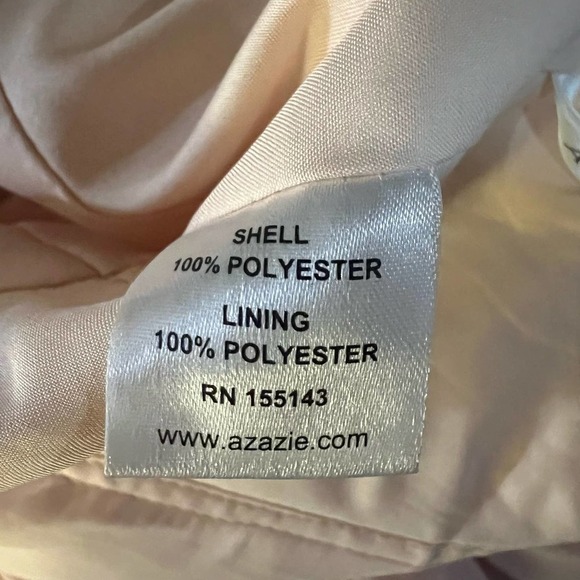 SHELL
100% POLYESTER
LINING
100% POLYESTER
RN 155143
www.azazie.com